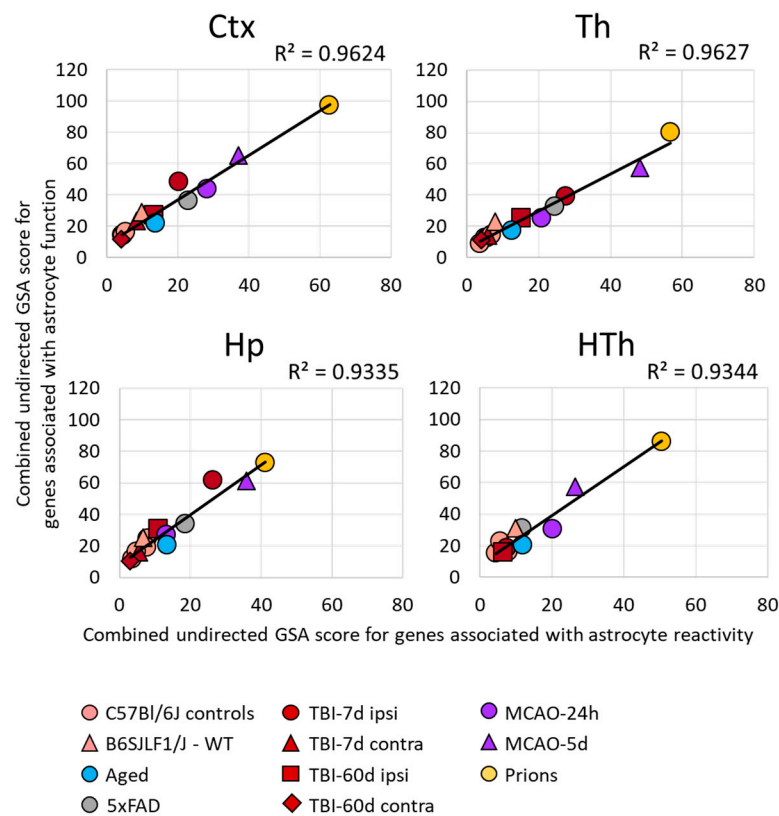 Ctx
R² = 0.9624
120
100
80
60
40
20
0
0 20 40 60 80
Th
R² = 0.9627
120
100
80
60
40
20
0
0 20 40 60 80
Combined undirected GSA score for
genes associated with astrocyte function
Hp
R² = 0.9335
120
100
80
60
40
20
0
0 20 40 60 80
HTh
R² = 0.9344
120
100
80
60
40
20
0
0 20 40 60 80
Combined undirected GSA score for genes associated with astrocyte reactivity
C57Bl/6J controls
B6SJLF1/J - WT
Aged
5xFAD
TBI-7d ipsi
TBI-7d contra
TBI-60d ipsi
TBI-60d contra
MCAO-24h
MCAO-5d
Prions